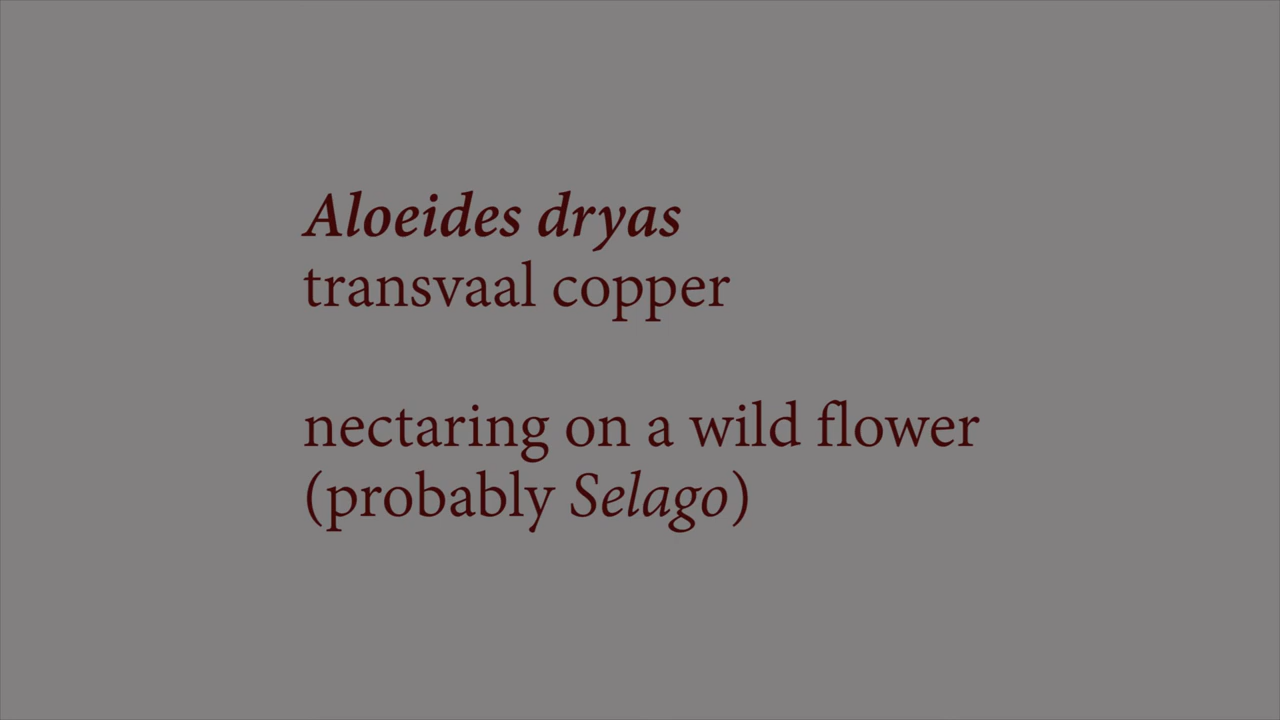 Aloeides dryas
transvaal copper
nectaring on a wild flower
(probably Selago)